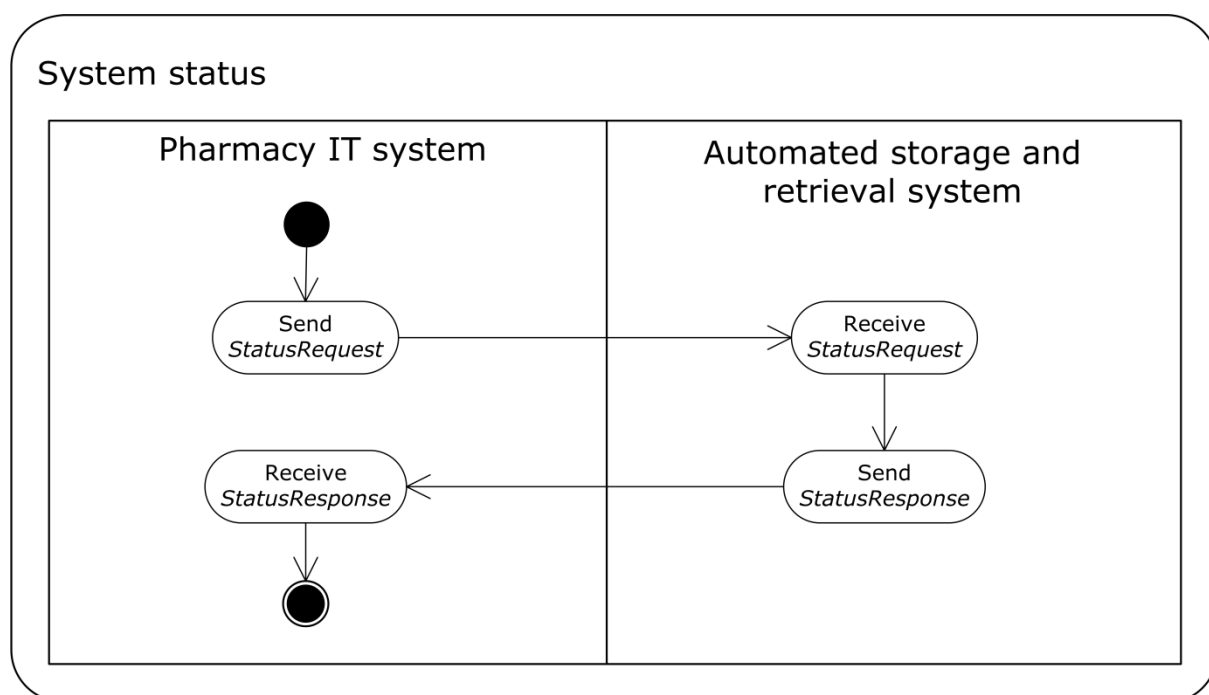 System status
Pharmacy IT system
Automated storage and
retrieval system
Send
StatusRequest
Receive
StatusRequest
Receive
StatusResponse
Send
StatusResponse